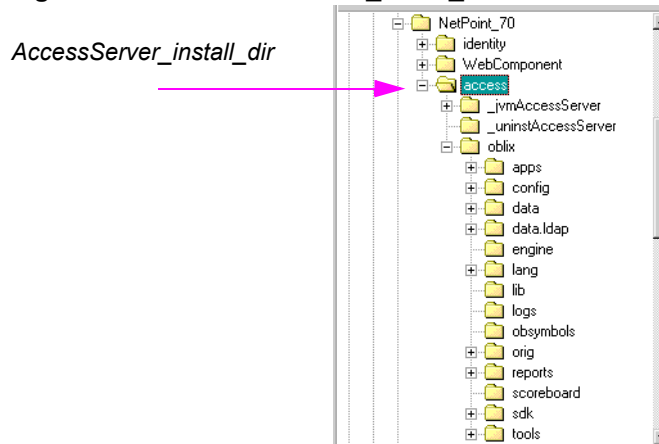 NetPoint_70
identity
AccessServer_install_dir
WebComponent
access
_jvmAccessServer
_uninstAccessServer
oblix
apps
config
data
data.ldap
engine
lang
lib
logs
obsymbols
orig
reports
scoreboard
sdk
tools